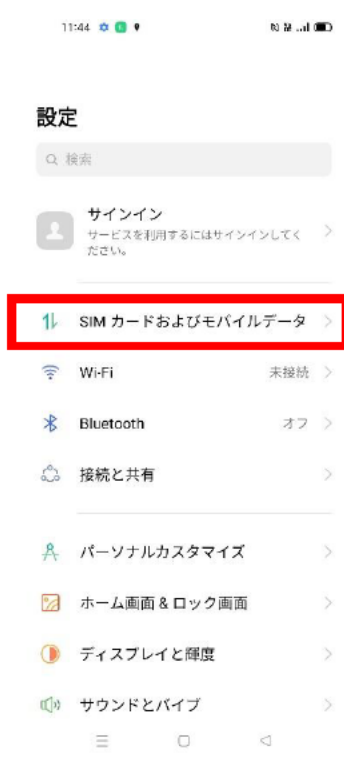 11:44
設定
検索
サインイン
サービスを利用するにはサインインしてく
ださい。
SIM カードおよびモバイルデータ
Wi-Fi 未接続
Bluetooth オフ
接続と共有
パーソナルカスタマイズ
ホーム画面 & ロック画面
ディスプレイと輝度
サウンドとバイブ